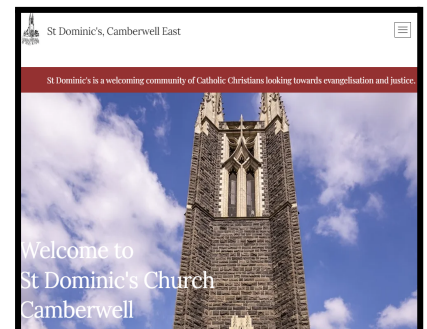 St Dominic's, Camberwell East
St Dominic's is a welcoming community of Catholic Christians looking towards evangelisation and justice.
Welcome to
St Dominic's Church
Camberwell